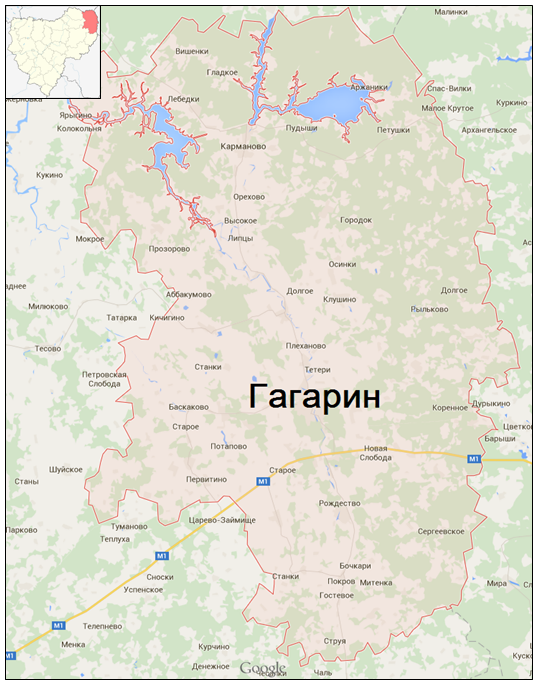 Малинки
Вишенки
Гладкое
Аржаники
Спас-Вилки
Лебедки
Куркино
Малое Крутое
Ярыгино
Колокольня
Пудыши
Петушки
Архангельское
Карманово
Кукино
Орехово
Высокое
Городок
Мокрое
Липцы
Прозорово
Осинки
Аббакумово
Долгое
Клушино
Долгое
Милюково
Рыльково
Татарка
Кичигино
Тесово
Плеханово
Станки
Тетери
Петровская
Слобода
Гагарин
Баскаково
Коренное
Дурыкино
Старое
Барыши
Потапово
Новая
Слобода
Шуйское
Старое
M1
Станы
Первитино
M1
Рождество
Туманово
Царево-Займище
Парково
Теплуха
Сергеевское
M1
Сноски
Бочкари
Станки
Покров
Митенка
Мира
Успенское
Гостевое
M1
Телепнево
Струя
Менка
Курчино
M1
Денежное
Google
Чаль